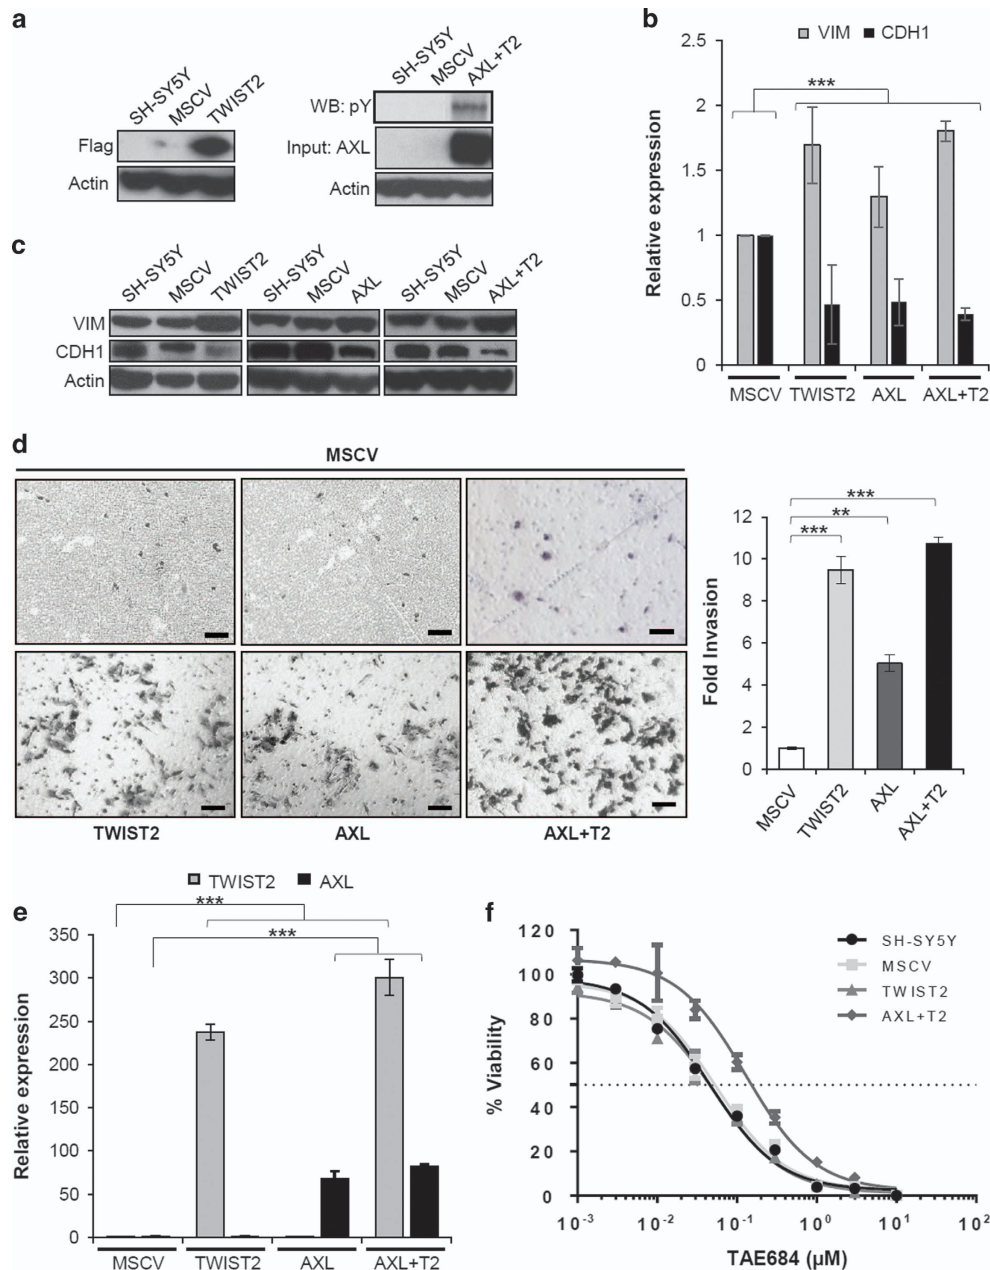 a
SH-SY5Y
MSCV
TWIST2
Flag
Actin
SH-SY5Y
MSCV
AXL+T2
WB: pY
Input: AXL
Actin
b
VIM CDH1
Relative expression
2.5
2
1.5
1
0.5
0
***
MSCV TWIST2 AXL AXL+T2
c
SH-SY5Y MSCV TWIST2 SH-SY5Y MSCV AXL SH-SY5Y MSCV AXL+T2
VIM
CDH1
Actin
d
MSCV
TWIST2 AXL AXL+T2
Fold Invasion
12
10
8
6
4
2
0
***
**
***
MSCV TWIST2 AXL AXL+T2
e
TWIST2 AXL
***
***
Relative expression
350
300
250
200
150
100
50
0
MSCV TWIST2 AXL AXL+T2
f
% Viability
120
100
80
60
40
20
0
SH-SY5Y
MSCV
TWIST2
AXL+T2
10⁻³ 10⁻² 10⁻¹ 10⁰ 10¹ 10²
TAE684 (µM)